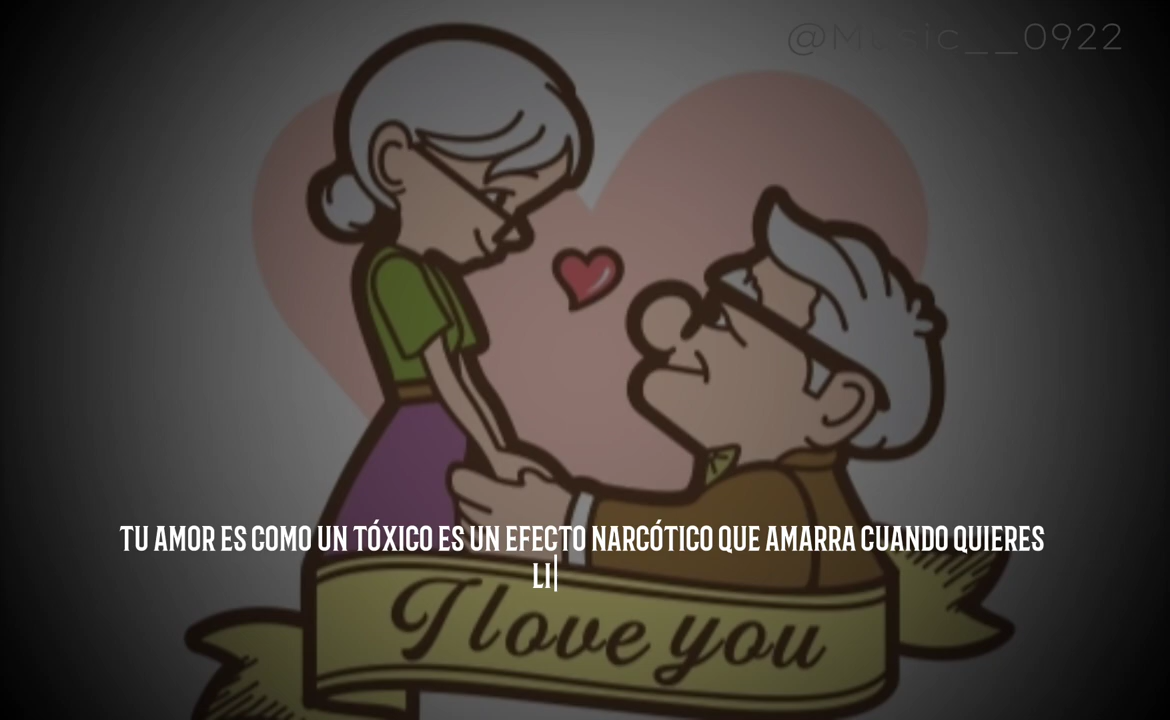 @Music__0922
TU AMOR ES COMO UN TÓXICO ES UN EFECTO NARCÓTICO QUE AMARRA CUANDO QUIERES
LI
I love you